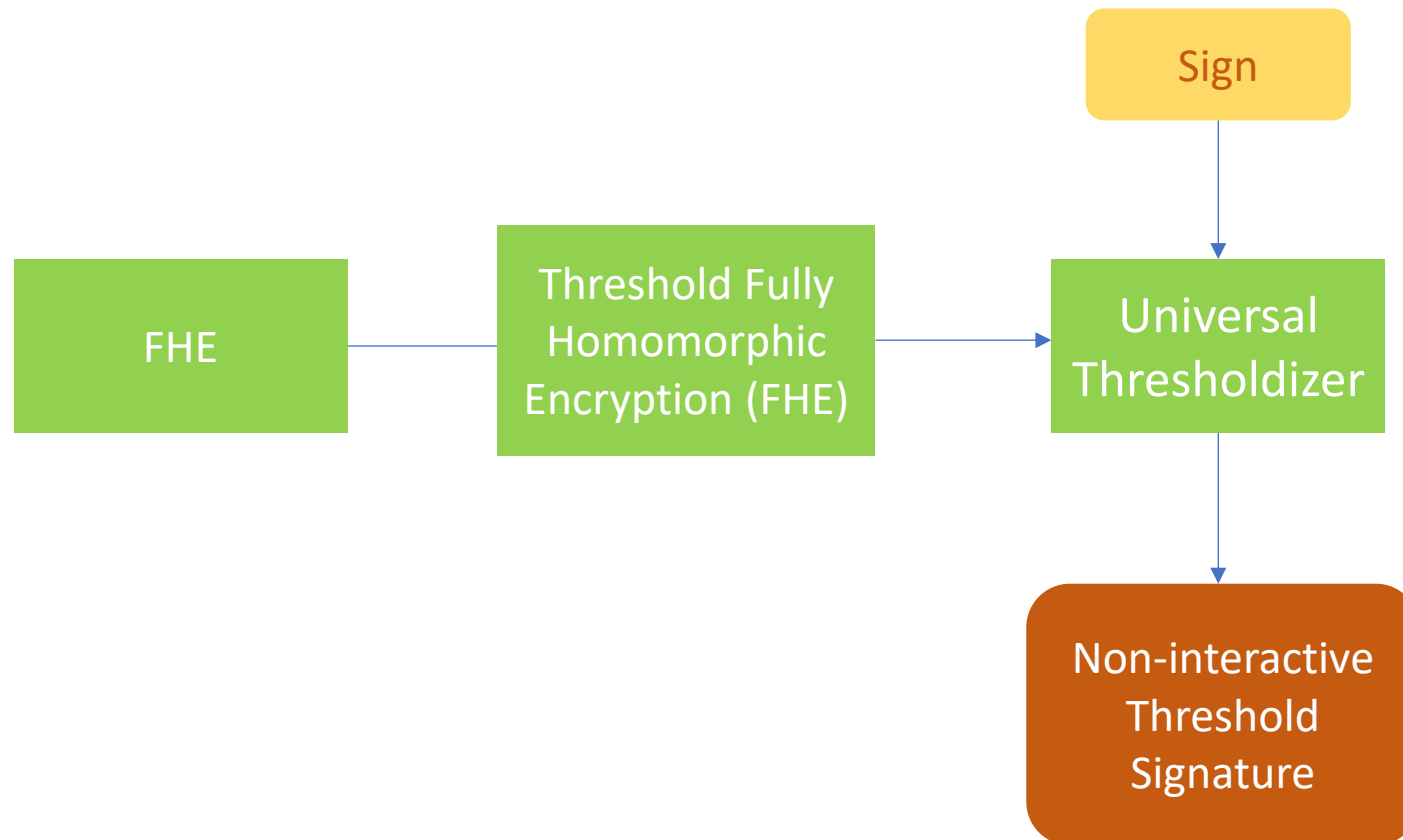 Sign
FHE
Threshold Fully
Homomorphic
Encryption (FHE)
Universal
Thresholdizer
Non-interactive
Threshold
Signature